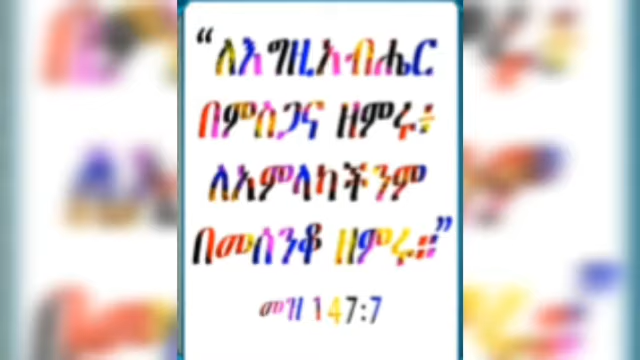 “ለእግዚአብሔር
በምስጋና ዘምሩ፥
ለአምላካችንም
በመሰንቆ ዘምሩ።”
መዝ 147:7